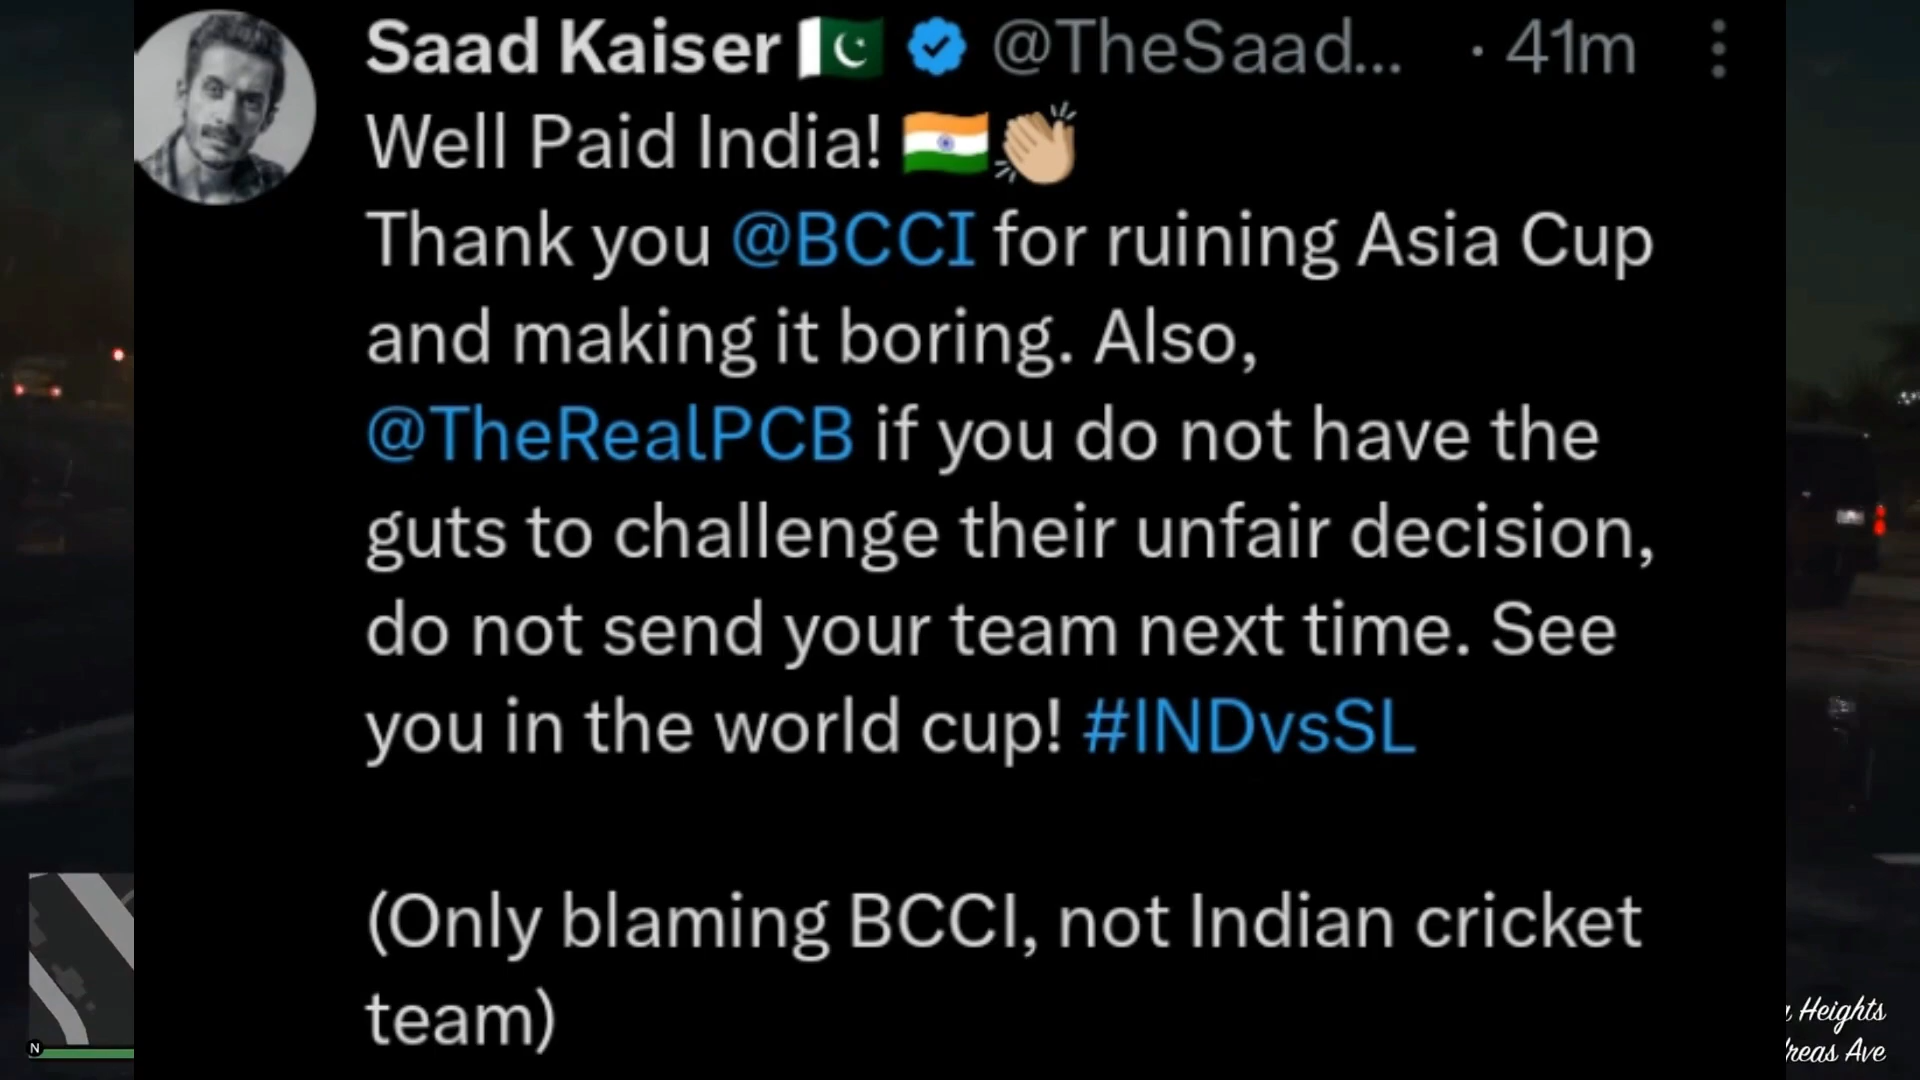 Saad Kaiser 🇵🇰 @TheSaad... · 41m
Well Paid India! 🇮🇳👏🏼
Thank you @BCCI for ruining Asia Cup
and making it boring. Also,
@TheRealPCB if you do not have the
guts to challenge their unfair decision,
do not send your team next time. See
you in the world cup! #INDvsSL
(Only blaming BCCI, not Indian cricket
team)
N
Heights
Ave